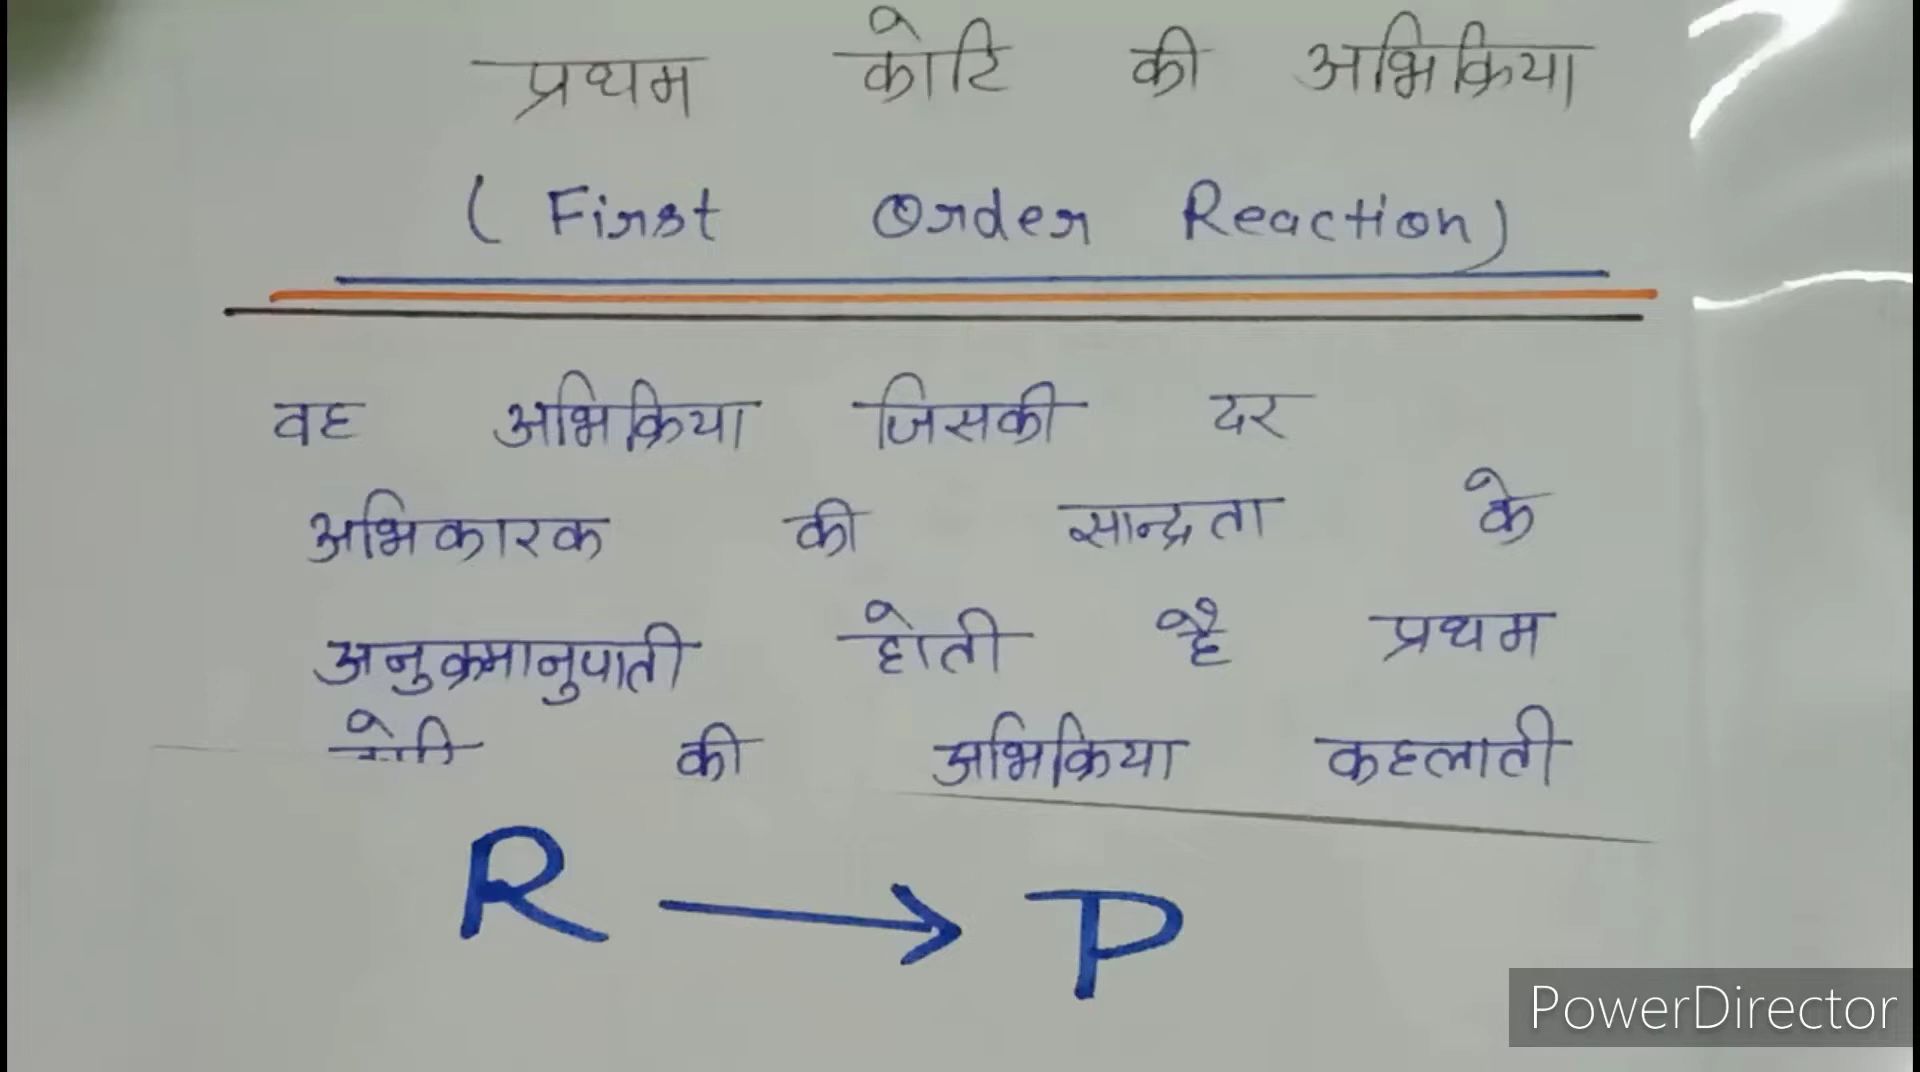 प्रथम कोटि की अभिक्रिया
(First Order Reaction)
वह अभिक्रिया जिसकी दर
अभिकारक की सान्द्रता के
अनुक्रमानुपाती होती है प्रथम
की अभिक्रिया कहलाती
R → P
PowerDirector